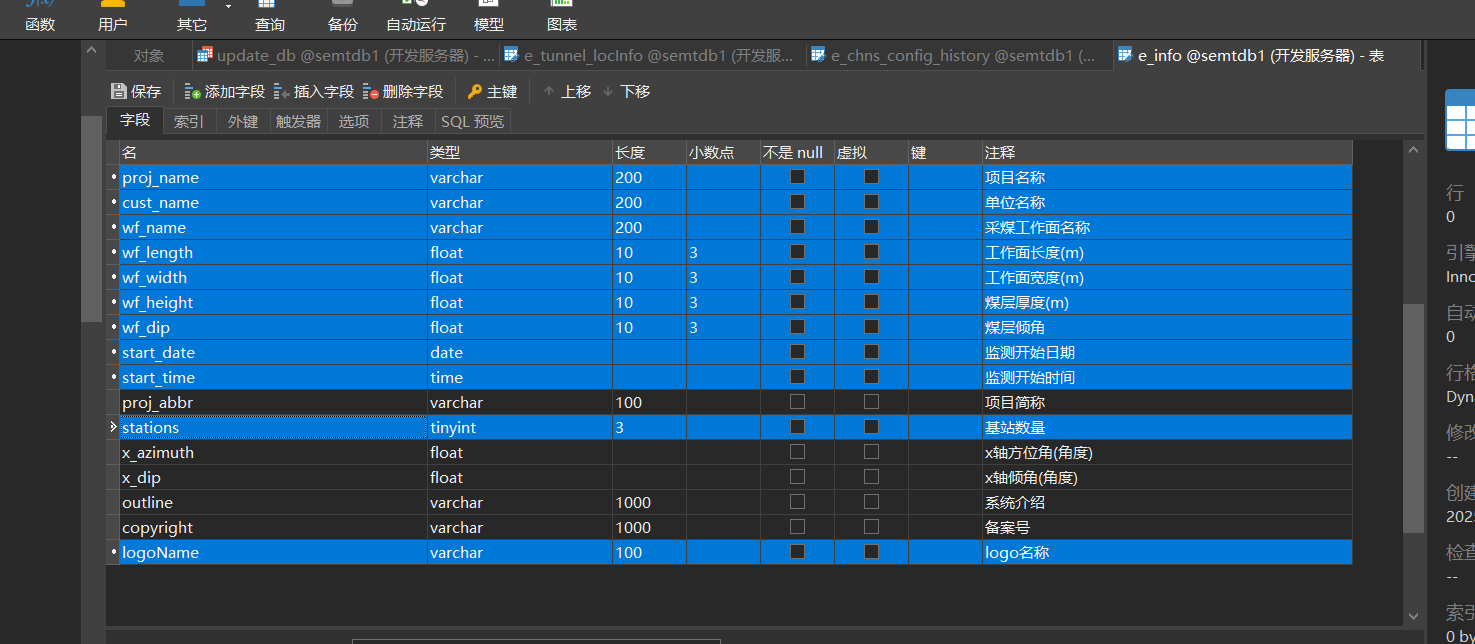 函数 用户 其它 查询 备份 自动运行 模型 图表
对象 update_db @semtdb1 (开发服务器) - ... e_tunnel_locInfo @semtdb1 (开发服... e_chns_config_history @semtdb1 (... e_info @semtdb1 (开发服务器) - 表
保存 添加字段 插入字段 删除字段 主键 上移 下移
字段 索引 外键 触发器 选项 注释 SQL 预览
名 类型 长度 小数点 不是 null 虚拟 键 注释
proj_name varchar 200 项目名称
cust_name varchar 200 单位名称
wf_name varchar 200 采煤工作面名称
wf_length float 10 3 工作面长度(m)
wf_width float 10 3 工作面宽度(m)
wf_height float 10 3 煤层厚度(m)
wf_dip float 10 3 煤层倾角
start_date date 监测开始日期
start_time time 监测开始时间
proj_abbr varchar 100 项目简称
stations tinyint 3 基站数量
x_azimuth float x轴方位角(角度)
x_dip float x轴倾角(角度)
outline varchar 1000 系统介绍
copyright varchar 1000 备案号
logoName varchar 100 logo名称
行
0
引擎
Inno
自动
0
行格
Dyna
修改
--
创建
202
检查
--
索引
0 by